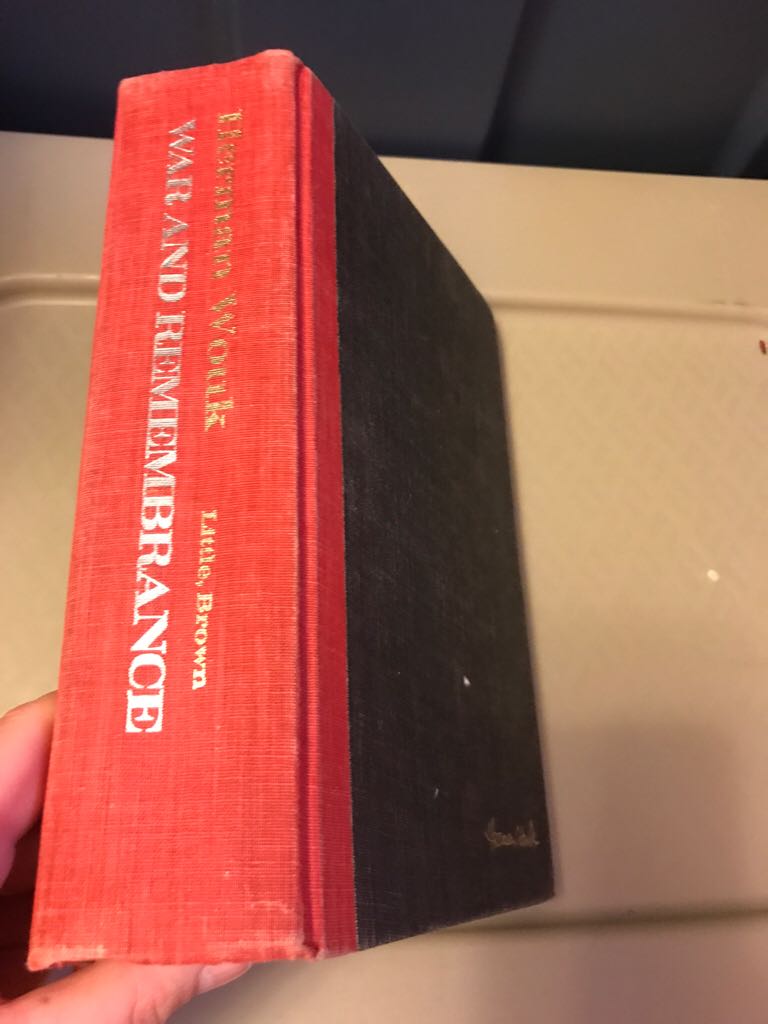 Herman Wouk
WAR AND REMEMBRANCE
Little, Brown